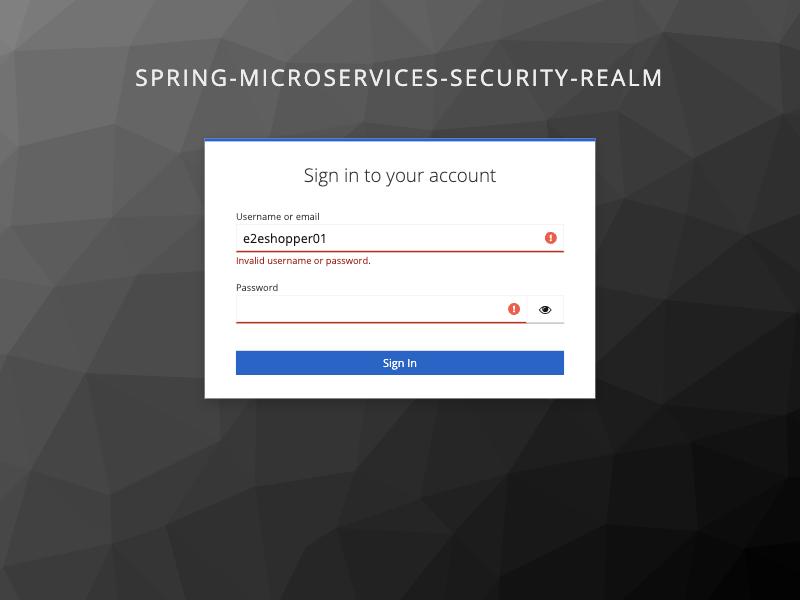 SPRING-MICROSERVICES-SECURITY-REALM
Sign in to your account
Username or email
e2eshopper01
Invalid username or password.
Password
Sign In